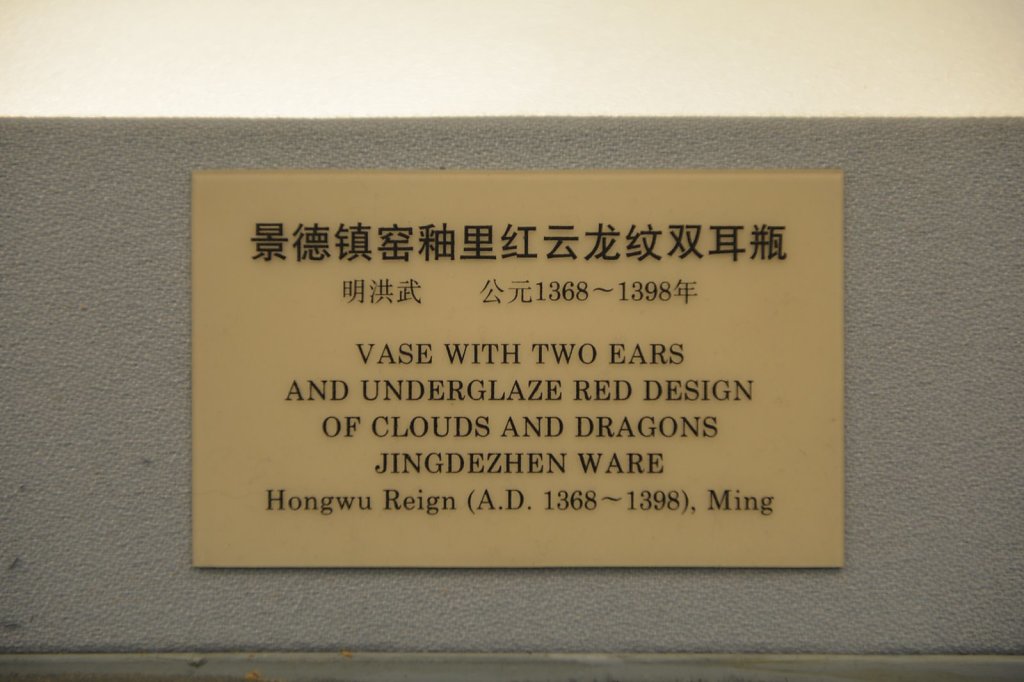 景德镇窑釉里红云龙纹双耳瓶
明洪武 公元1368～1398年
VASE WITH TWO EARS
AND UNDERGLAZE RED DESIGN
OF CLOUDS AND DRAGONS
JINGDEZHEN WARE
Hongwu Reign (A.D. 1368～1398), Ming